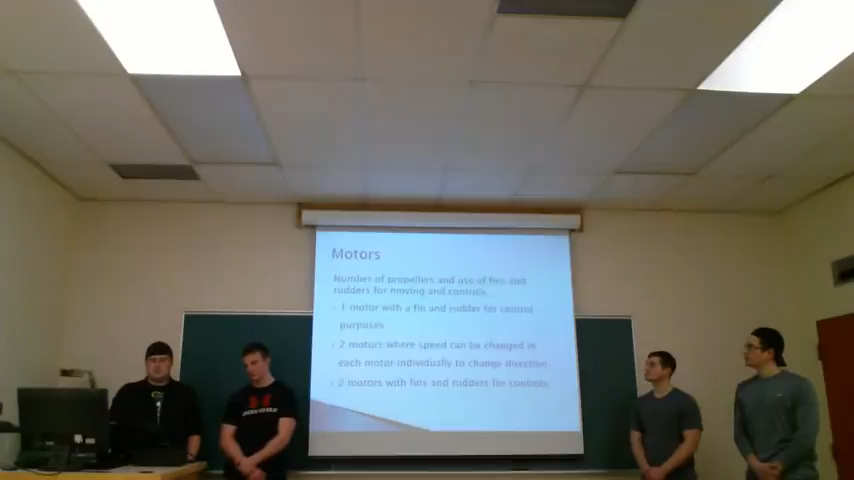 Motors
Number of propellers and use of fins and
rudders for moving and controls.
1 motor with a fin and rudder for control
purposes
2 motors where speed can be changed in
each motor individually to change direction
2 motors with fins and rudders for controls.